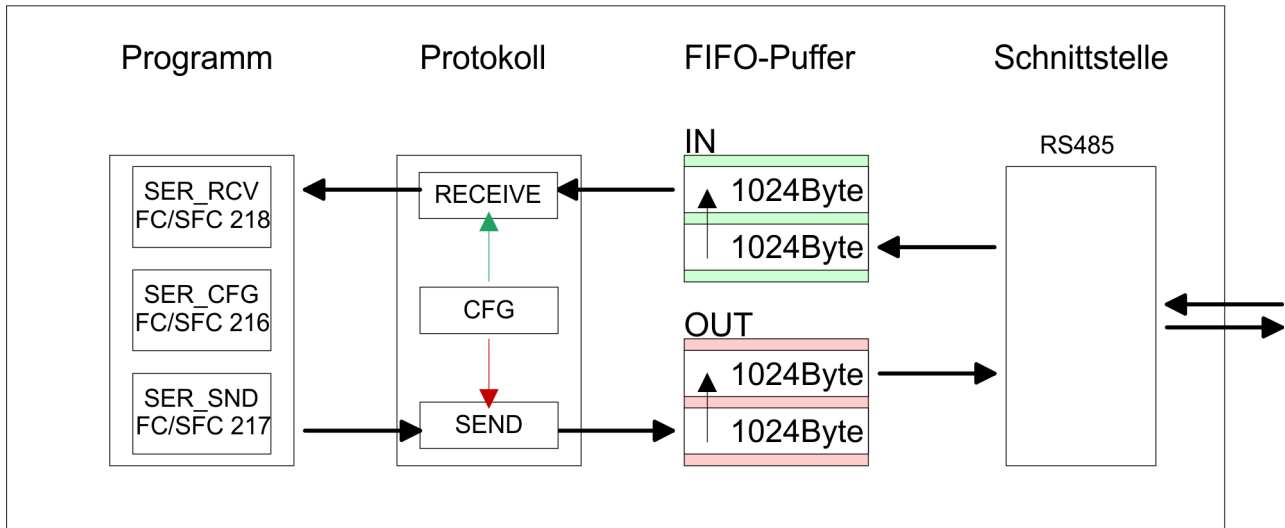 Programm
Protokoll
FIFO-Puffer
Schnittstelle
SER_RCV
FC/SFC 218
SER_CFG
FC/SFC 216
SER_SND
FC/SFC 217
RECEIVE
CFG
SEND
IN
1024Byte
1024Byte
OUT
1024Byte
1024Byte
RS485